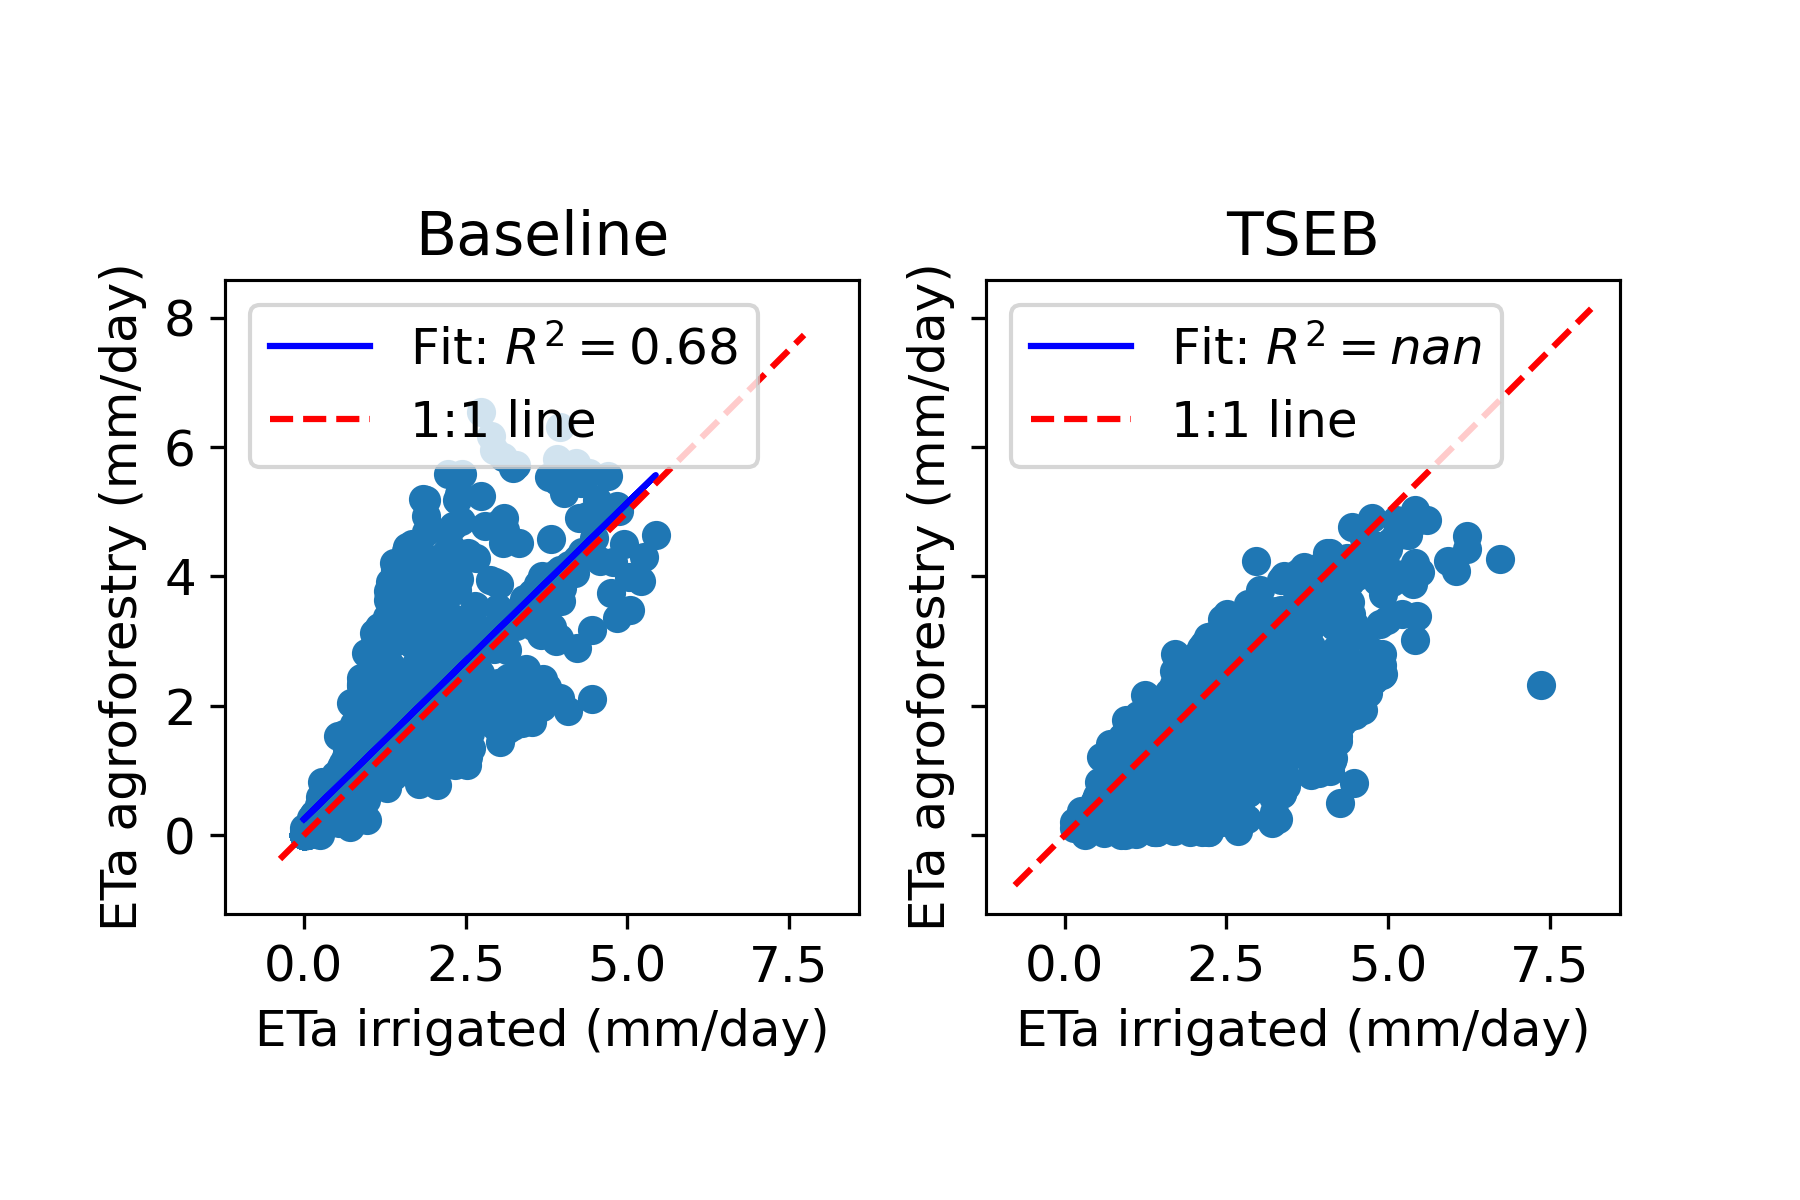 Baseline
ETa agroforestry (mm/day)
8
6
4
2
0
Fit: R² = 0.68
1:1 line
0.0 2.5 5.0 7.5
ETa irrigated (mm/day)
TSEB
ETa agroforestry (mm/day)
Fit: R² = nan
1:1 line
0.0 2.5 5.0 7.5
ETa irrigated (mm/day)